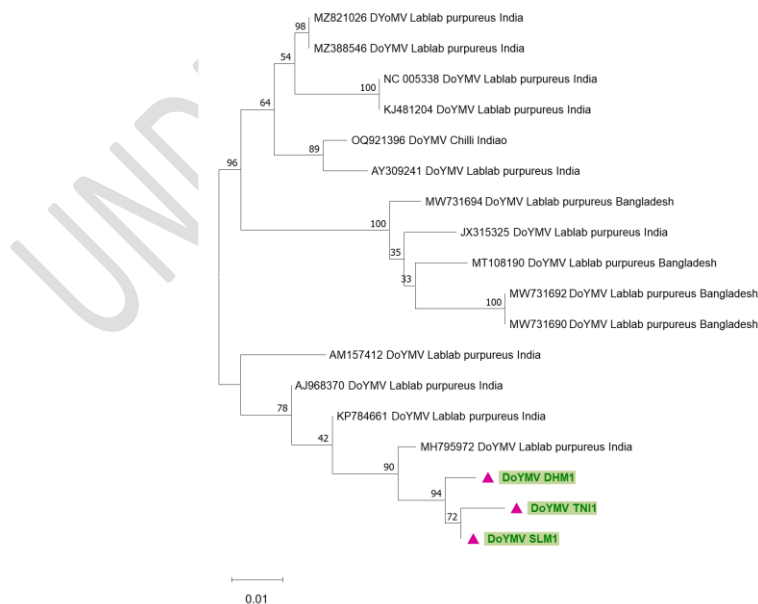 98
MZ821026 DYoMV Lablab purpureus India
MZ388546 DoYMV Lablab purpureus India
54
NC 005338 DoYMV Lablab purpureus India
100
KJ481204 DoYMV Lablab purpureus India
64
OQ921396 DoYMV Chilli Indiao
89
AY309241 DoYMV Lablab purpureus India
96
MW731694 DoYMV Lablab purpureus Bangladesh
100
JX315325 DoYMV Lablab purpureus India
35
MT108190 DoYMV Lablab purpureus Bangladesh
33
MW731692 DoYMV Lablab purpureus Bangladesh
100
MW731690 DoYMV Lablab purpureus Bangladesh
AM157412 DoYMV Lablab purpureus India
AJ968370 DoYMV Lablab purpureus India
78
KP784661 DoYMV Lablab purpureus India
42
MH795972 DoYMV Lablab purpureus India
90
DoYMV DHM1
94
DoYMV TNI1
72
DoYMV SLM1
0.01